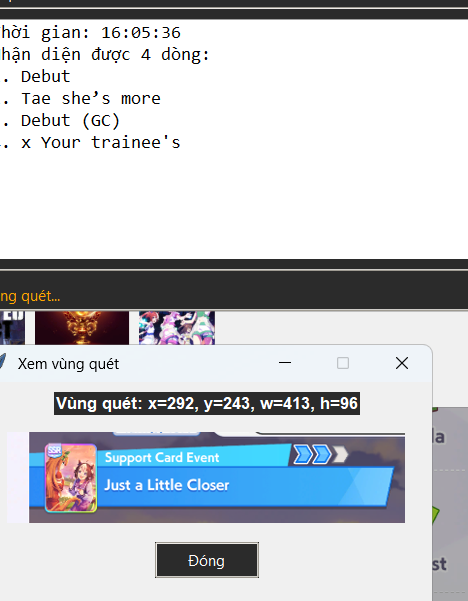 hời gian: 16:05:36
hận diện được 4 dòng:
. Debut
. Tae she’s more
. Debut (GC)
. x Your trainee's
ng quét...
Xem vùng quét
Vùng quét: x=292, y=243, w=413, h=96
SSR
Support Card Event
Just a Little Closer
Đóng
la
st